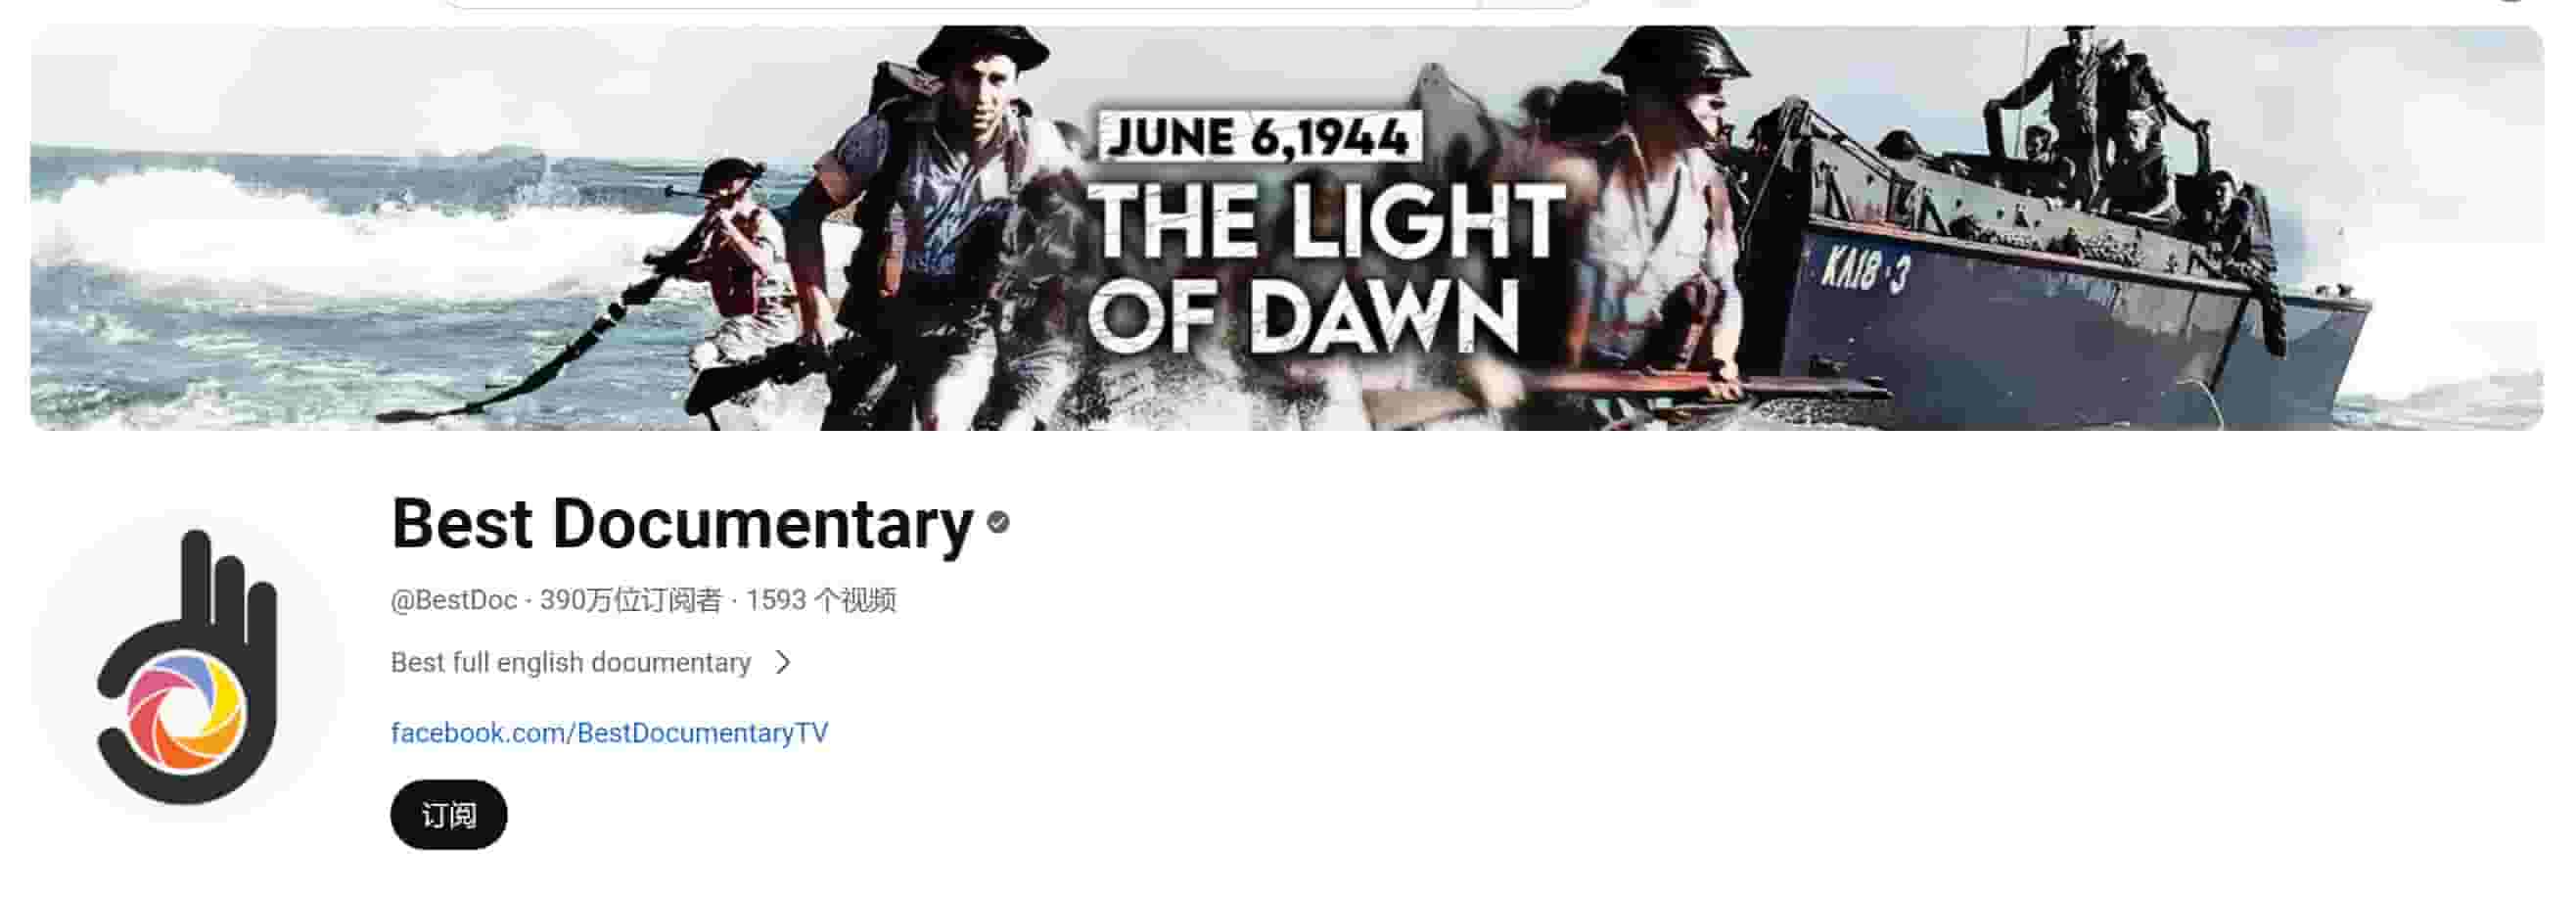 JUNE 6,1944
THE LIGHT
OF DAWN
KA18·3
Best Documentary
@BestDoc · 390万位订阅者 · 1593 个视频
Best full english documentary
facebook.com/BestDocumentaryTV
订阅